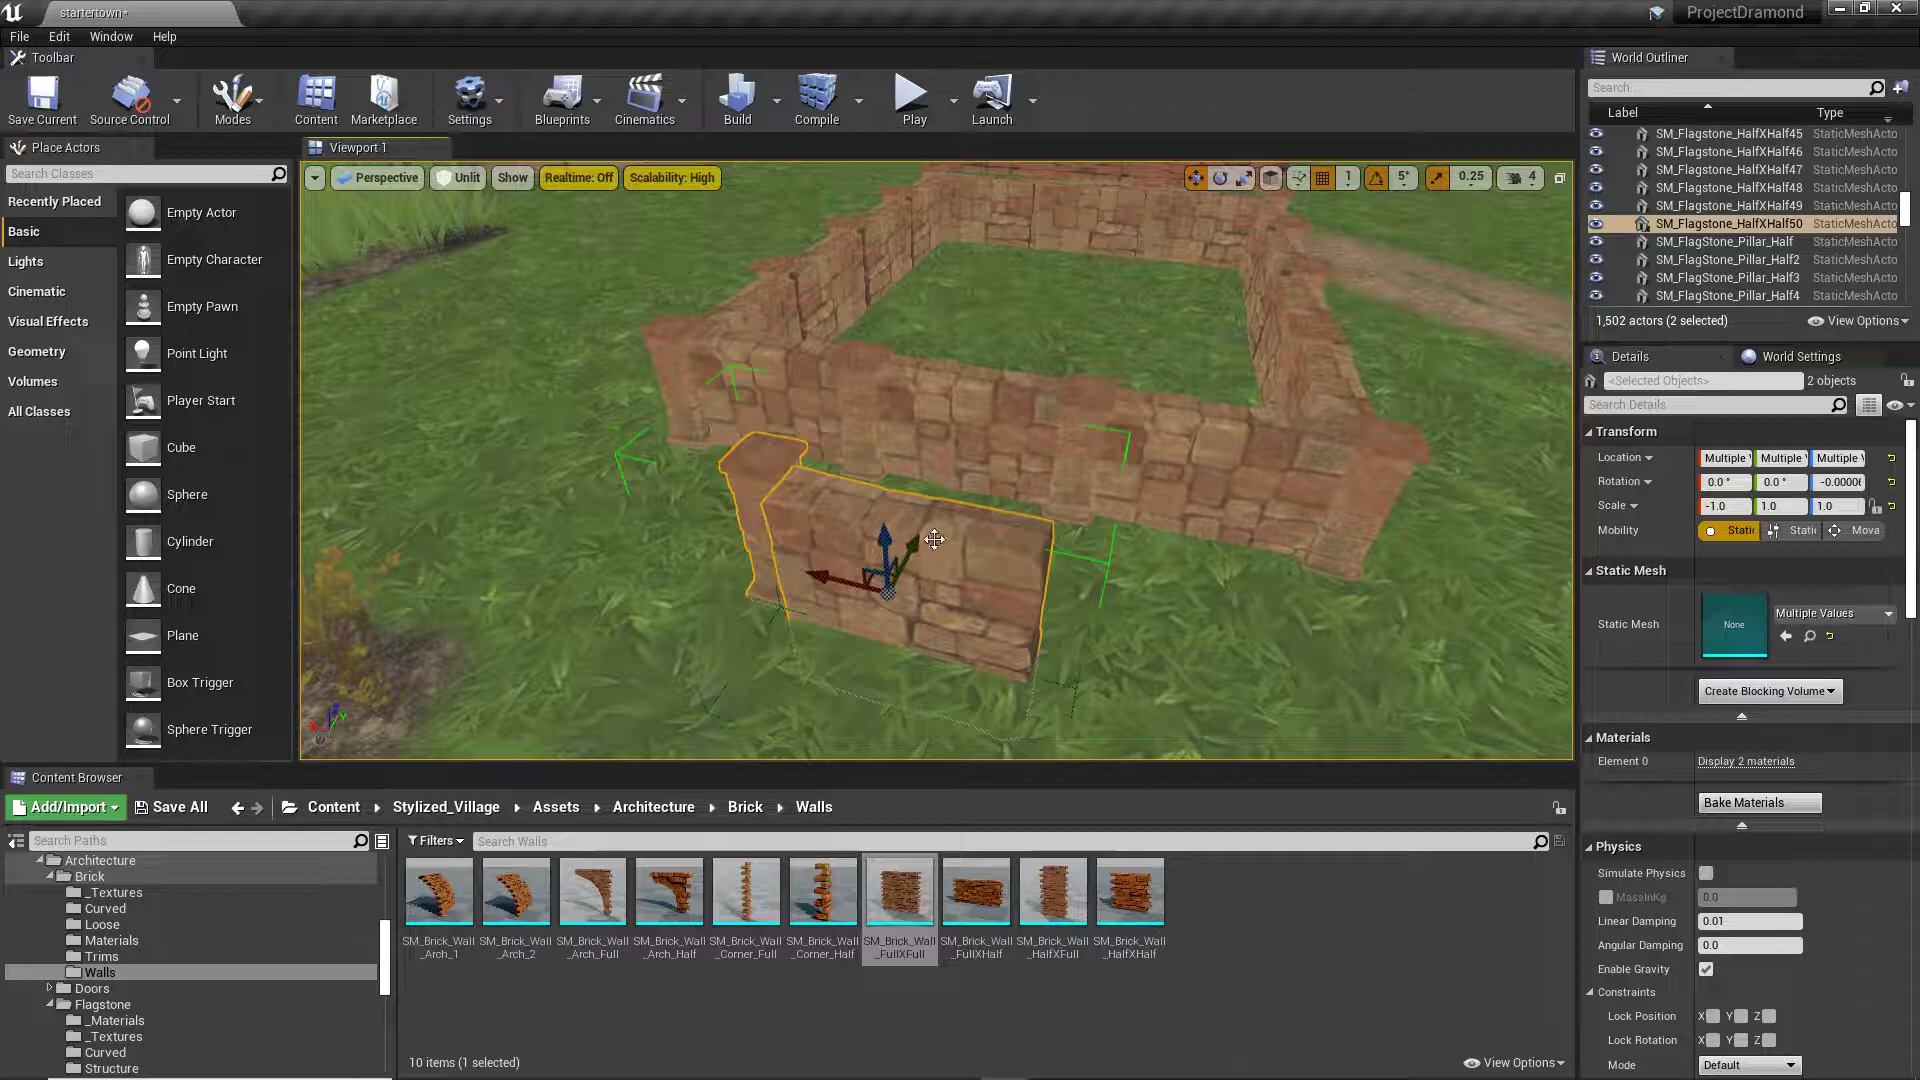 startertown*
ProjectDramond
File Edit Window Help
Toolbar
Save Current Source Control Modes Content Marketplace Settings Blueprints Cinematics Build Compile Play Launch
Place Actors
Search Classes
Recently Placed
Basic
Lights
Cinematic
Visual Effects
Geometry
Volumes
All Classes
Empty Actor
Empty Character
Empty Pawn
Point Light
Player Start
Cube
Sphere
Cylinder
Cone
Plane
Box Trigger
Sphere Trigger
Viewport 1
Perspective Unlit Show Realtime: Off Scalability: High 1 5° 0.25 4
World Outliner
Search...
Label Type
SM_Flagstone_HalfXHalf45 StaticMeshActo
SM_Flagstone_HalfXHalf46 StaticMeshActo
SM_Flagstone_HalfXHalf47 StaticMeshActo
SM_Flagstone_HalfXHalf48 StaticMeshActo
SM_Flagstone_HalfXHalf49 StaticMeshActo
SM_Flagstone_HalfXHalf50 StaticMeshActo
SM_FlagStone_Pillar_Half StaticMeshActo
SM_FlagStone_Pillar_Half2 StaticMeshActo
SM_FlagStone_Pillar_Half3 StaticMeshActo
SM_FlagStone_Pillar_Half4 StaticMeshActo
1,502 actors (2 selected) View Options
Details World Settings
<Selected Objects> 2 objects
Search Details
Transform
Location Multiple Multiple Multiple
Rotation 0.0 ° 0.0 ° -0.0000
Scale -1.0 1.0 1.0
Mobility Stati Stati Mova
Static Mesh
Static Mesh None Multiple Values
Create Blocking Volume
Materials
Element 0 Display 2 materials
Bake Materials
Physics
Simulate Physics
MassInKg 0.0
Linear Damping 0.01
Angular Damping 0.0
Enable Gravity
Constraints
Lock Position X Y Z
Lock Rotation X Y Z
Mode Default
Content Browser
Add/Import Save All Content Stylized_Village Assets Architecture Brick Walls
Search Paths
Architecture
Brick
_Textures
Curved
Loose
Materials
Trims
Walls
Doors
Flagstone
_Materials
_Textures
Curved
Structure
Filters Search Walls
SM_Brick_Wall SM_Brick_Wall SM_Brick_Wall SM_Brick_Wall SM_Brick_Wall SM_Brick_Wall SM_Brick_Wall SM_Brick_Wall SM_Brick_Wall SM_Brick_Wall
_Arch_1 _Arch_2 _Arch_Full _Arch_Half _Corner_Full _Corner_Half _FullXFull _FullXHalf _HalfXFull _HalfXHalf
10 items (1 selected) View Options